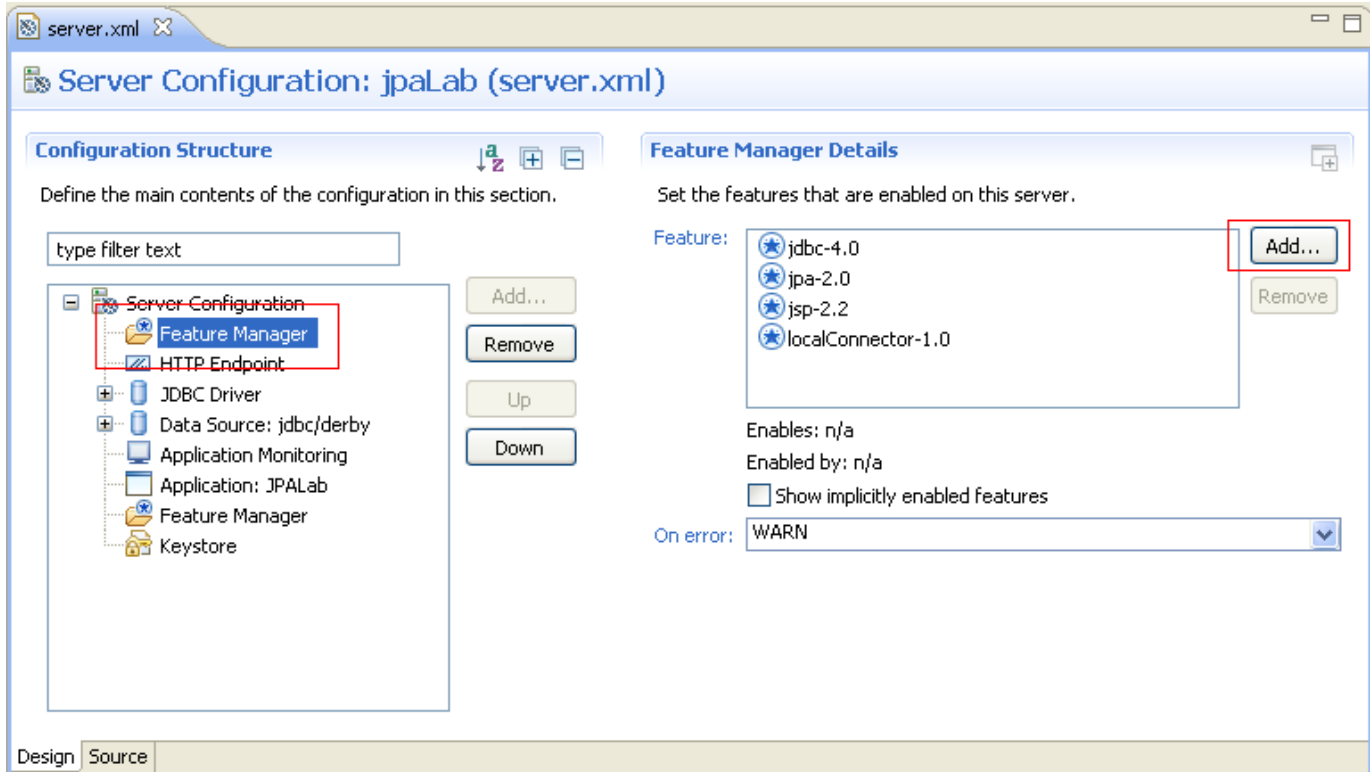 server.xml
Server Configuration: jpaLab (server.xml)
Configuration Structure
Define the main contents of the configuration in this section.
type filter text
Server Configuration
Feature Manager
HTTP Endpoint
JDBC Driver
Data Source: jdbc/derby
Application Monitoring
Application: JPALab
Feature Manager
Keystore
Add...
Remove
Up
Down
Feature Manager Details
Set the features that are enabled on this server.
Feature:
jdbc-4.0
jpa-2.0
jsp-2.2
localConnector-1.0
Add...
Remove
Enables: n/a
Enabled by: n/a
Show implicitly enabled features
On error: WARN
Design Source